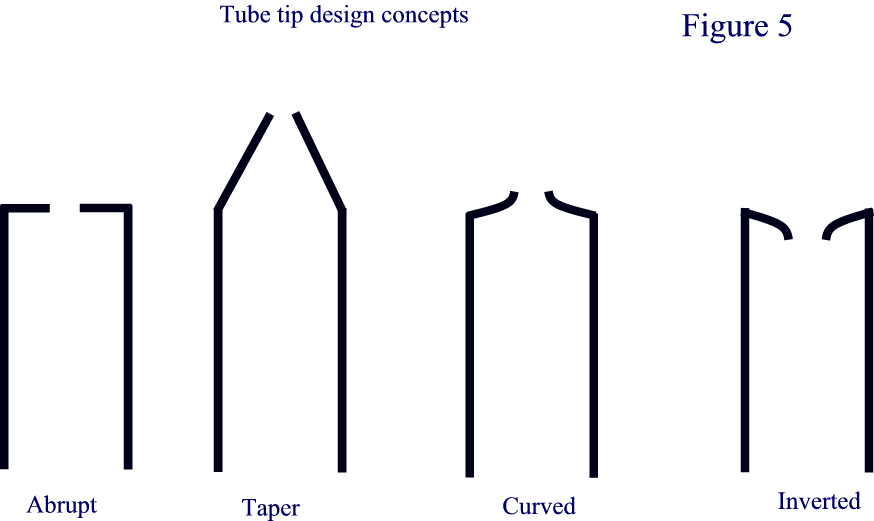 Tube tip design concepts
Figure 5
Abrupt
Taper
Curved
Inverted